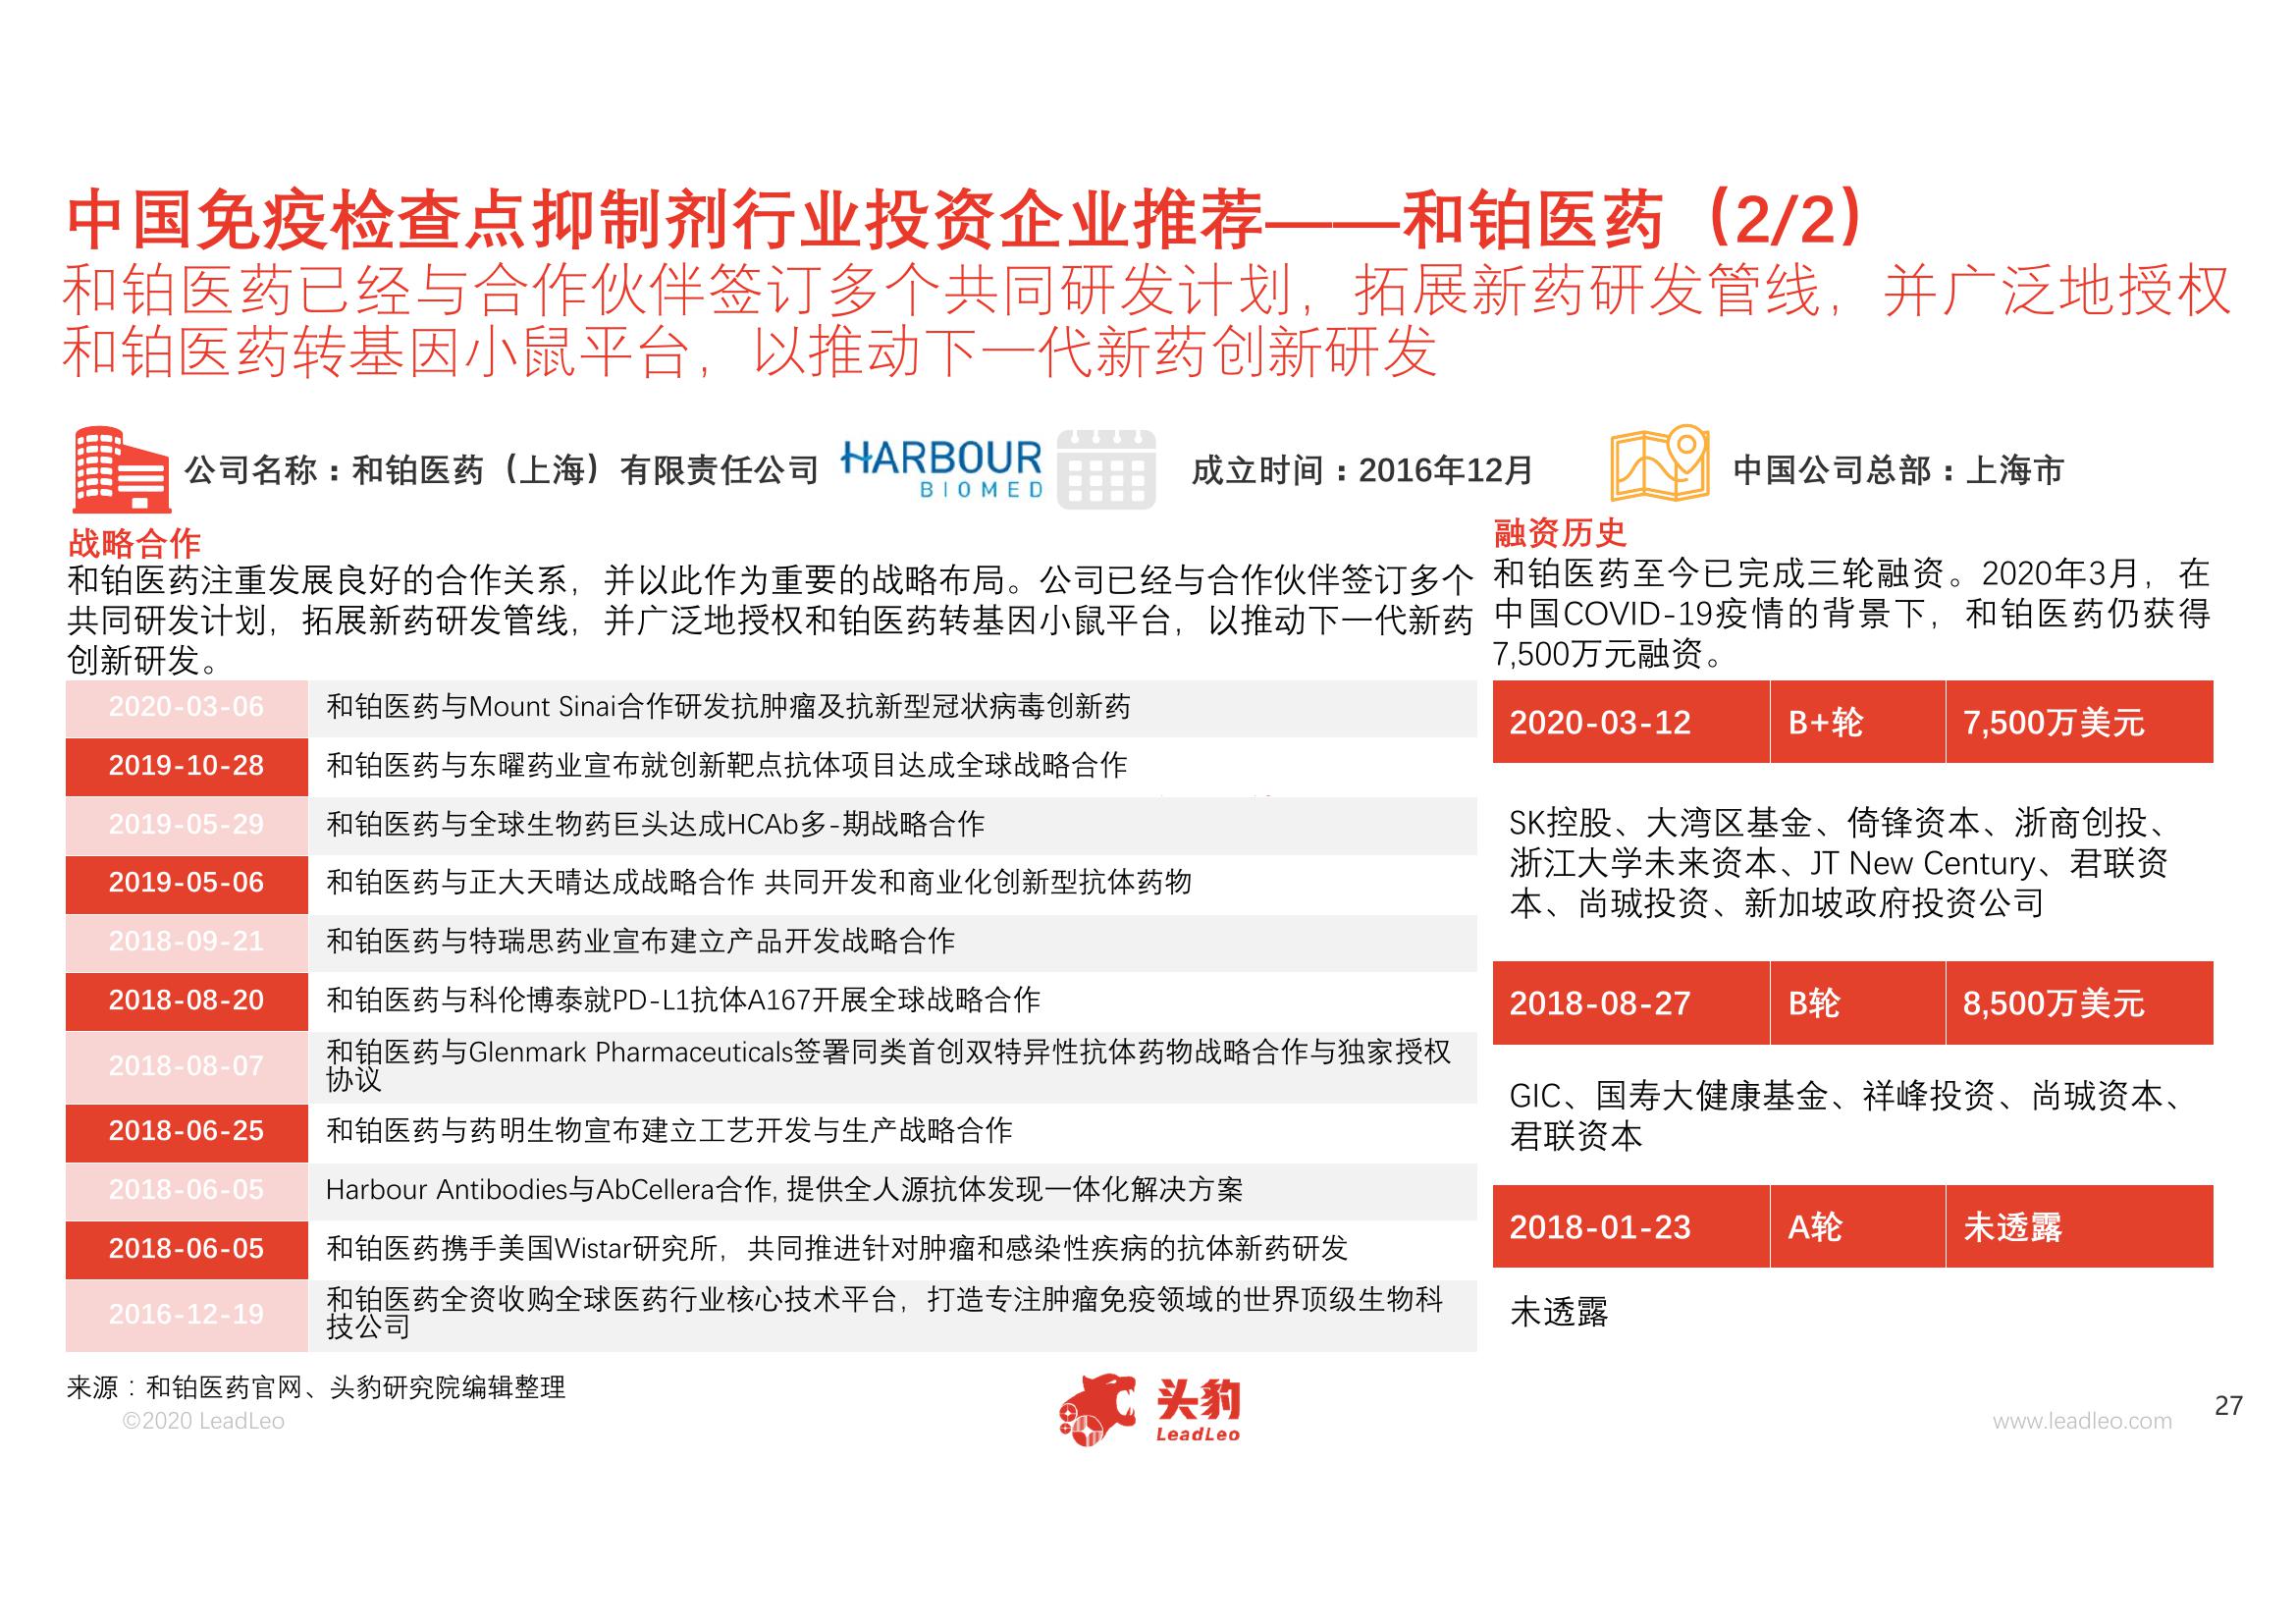 中国免疫检查点抑制剂行业投资企业推荐——和铂医药（2/2）
和铂医药已经与合作伙伴签订多个共同研发计划，拓展新药研发管线，并广泛地授权
和铂医药转基因小鼠平台，以推动下一代新药创新研发
公司名称：和铂医药（上海）有限责任公司
HARBOUR
BIOMED
成立时间：2016年12月
中国公司总部：上海市
战略合作
和铂医药注重发展良好的合作关系，并以此作为重要的战略布局。公司已经与合作伙伴签订多个
共同研发计划，拓展新药研发管线，并广泛地授权和铂医药转基因小鼠平台，以推动下一代新药
创新研发。
2020-03-06 和铂医药与Mount Sinai合作研发抗肿瘤及抗新型冠状病毒创新药
2019-10-28 和铂医药与东曜药业宣布就创新靶点抗体项目达成全球战略合作
2019-05-29 和铂医药与全球生物药巨头达成HCAb多-期战略合作
2019-05-06 和铂医药与正大天晴达成战略合作 共同开发和商业化创新型抗体药物
2018-09-21 和铂医药与特瑞思药业宣布建立产品开发战略合作
2018-08-20 和铂医药与科伦博泰就PD-L1抗体A167开展全球战略合作
2018-08-07 和铂医药与Glenmark Pharmaceuticals签署同类首创双特异性抗体药物战略合作与独家授权
协议
2018-06-25 和铂医药与药明生物宣布建立工艺开发与生产战略合作
2018-06-05 Harbour Antibodies与AbCellera合作, 提供全人源抗体发现一体化解决方案
2018-06-05 和铂医药携手美国Wistar研究所，共同推进针对肿瘤和感染性疾病的抗体新药研发
2016-12-19 和铂医药全资收购全球医药行业核心技术平台，打造专注肿瘤免疫领域的世界顶级生物科
技公司
融资历史
和铂医药至今已完成三轮融资。2020年3月，在
中国COVID-19疫情的背景下，和铂医药仍获得
7,500万元融资。
2020-03-12 B+轮 7,500万美元
SK控股、大湾区基金、倚锋资本、浙商创投、
浙江大学未来资本、JT New Century、君联资
本、尚珹投资、新加坡政府投资公司
2018-08-27 B轮 8,500万美元
GIC、国寿大健康基金、祥峰投资、尚珹资本、
君联资本
2018-01-23 A轮 未透露
未透露
来源：和铂医药官网、头豹研究院编辑整理
©2020 LeadLeo
头豹
LeadLeo
www.leadleo.com
27